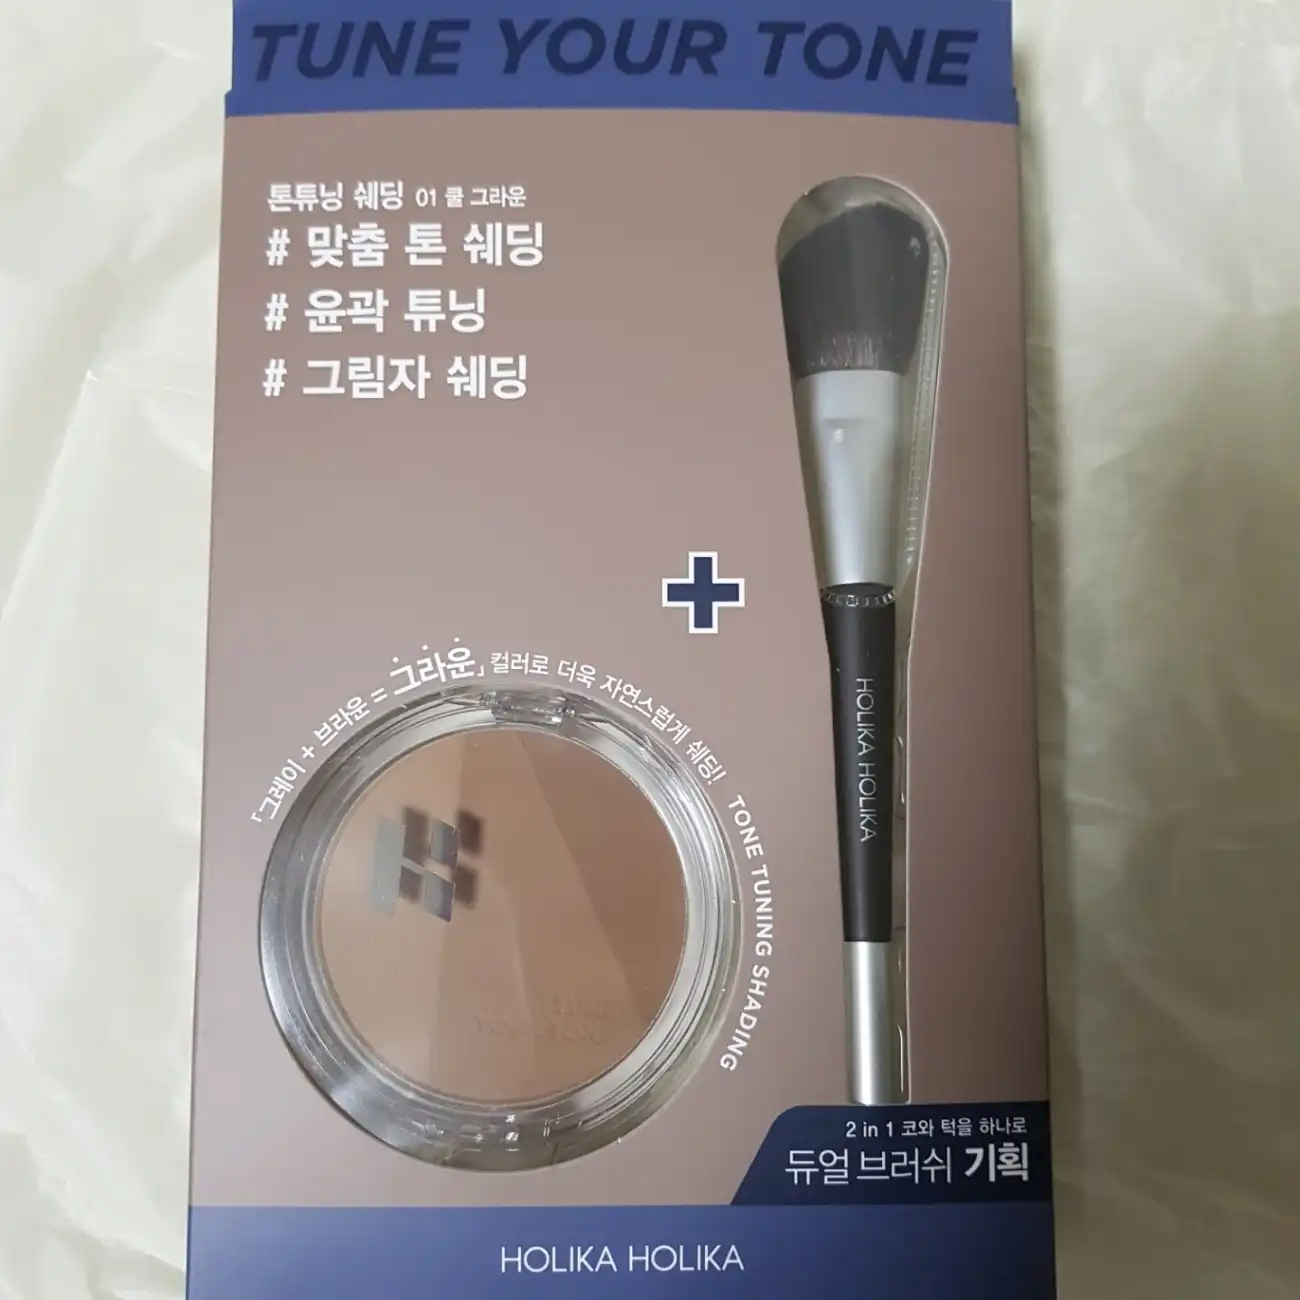 TUNE YOUR TONE
톤튜닝 쉐딩 01 쿨 그라운
# 맞춤 톤 쉐딩
# 윤곽 튜닝
# 그림자 쉐딩
「그레이 + 브라운 = 그라운」 컬러로 더욱 자연스럽게 쉐딩!
TONE TUNING SHADING
HOLIKA HOLIKA
2 in 1 코와 턱을 하나로
듀얼 브러쉬 기획
HOLIKA HOLIKA